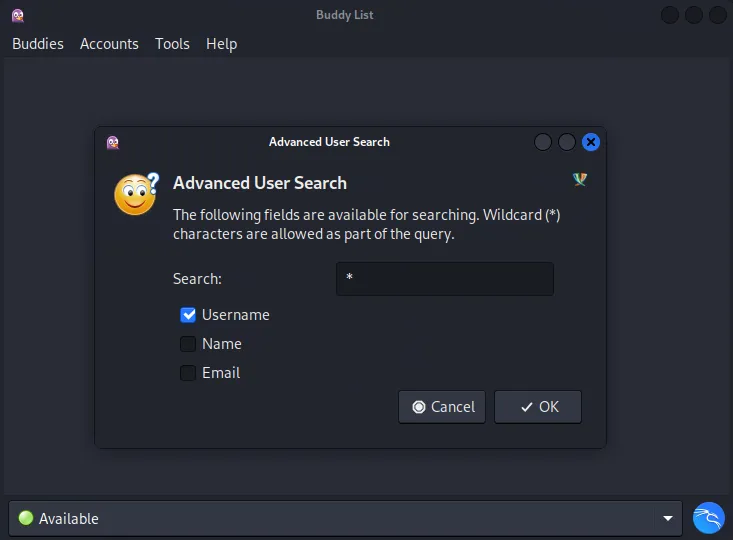 Buddy List
Buddies Accounts Tools Help
Advanced User Search
Advanced User Search
The following fields are available for searching. Wildcard (*)
characters are allowed as part of the query.
Search: *
Username
Name
Email
Cancel OK
Available